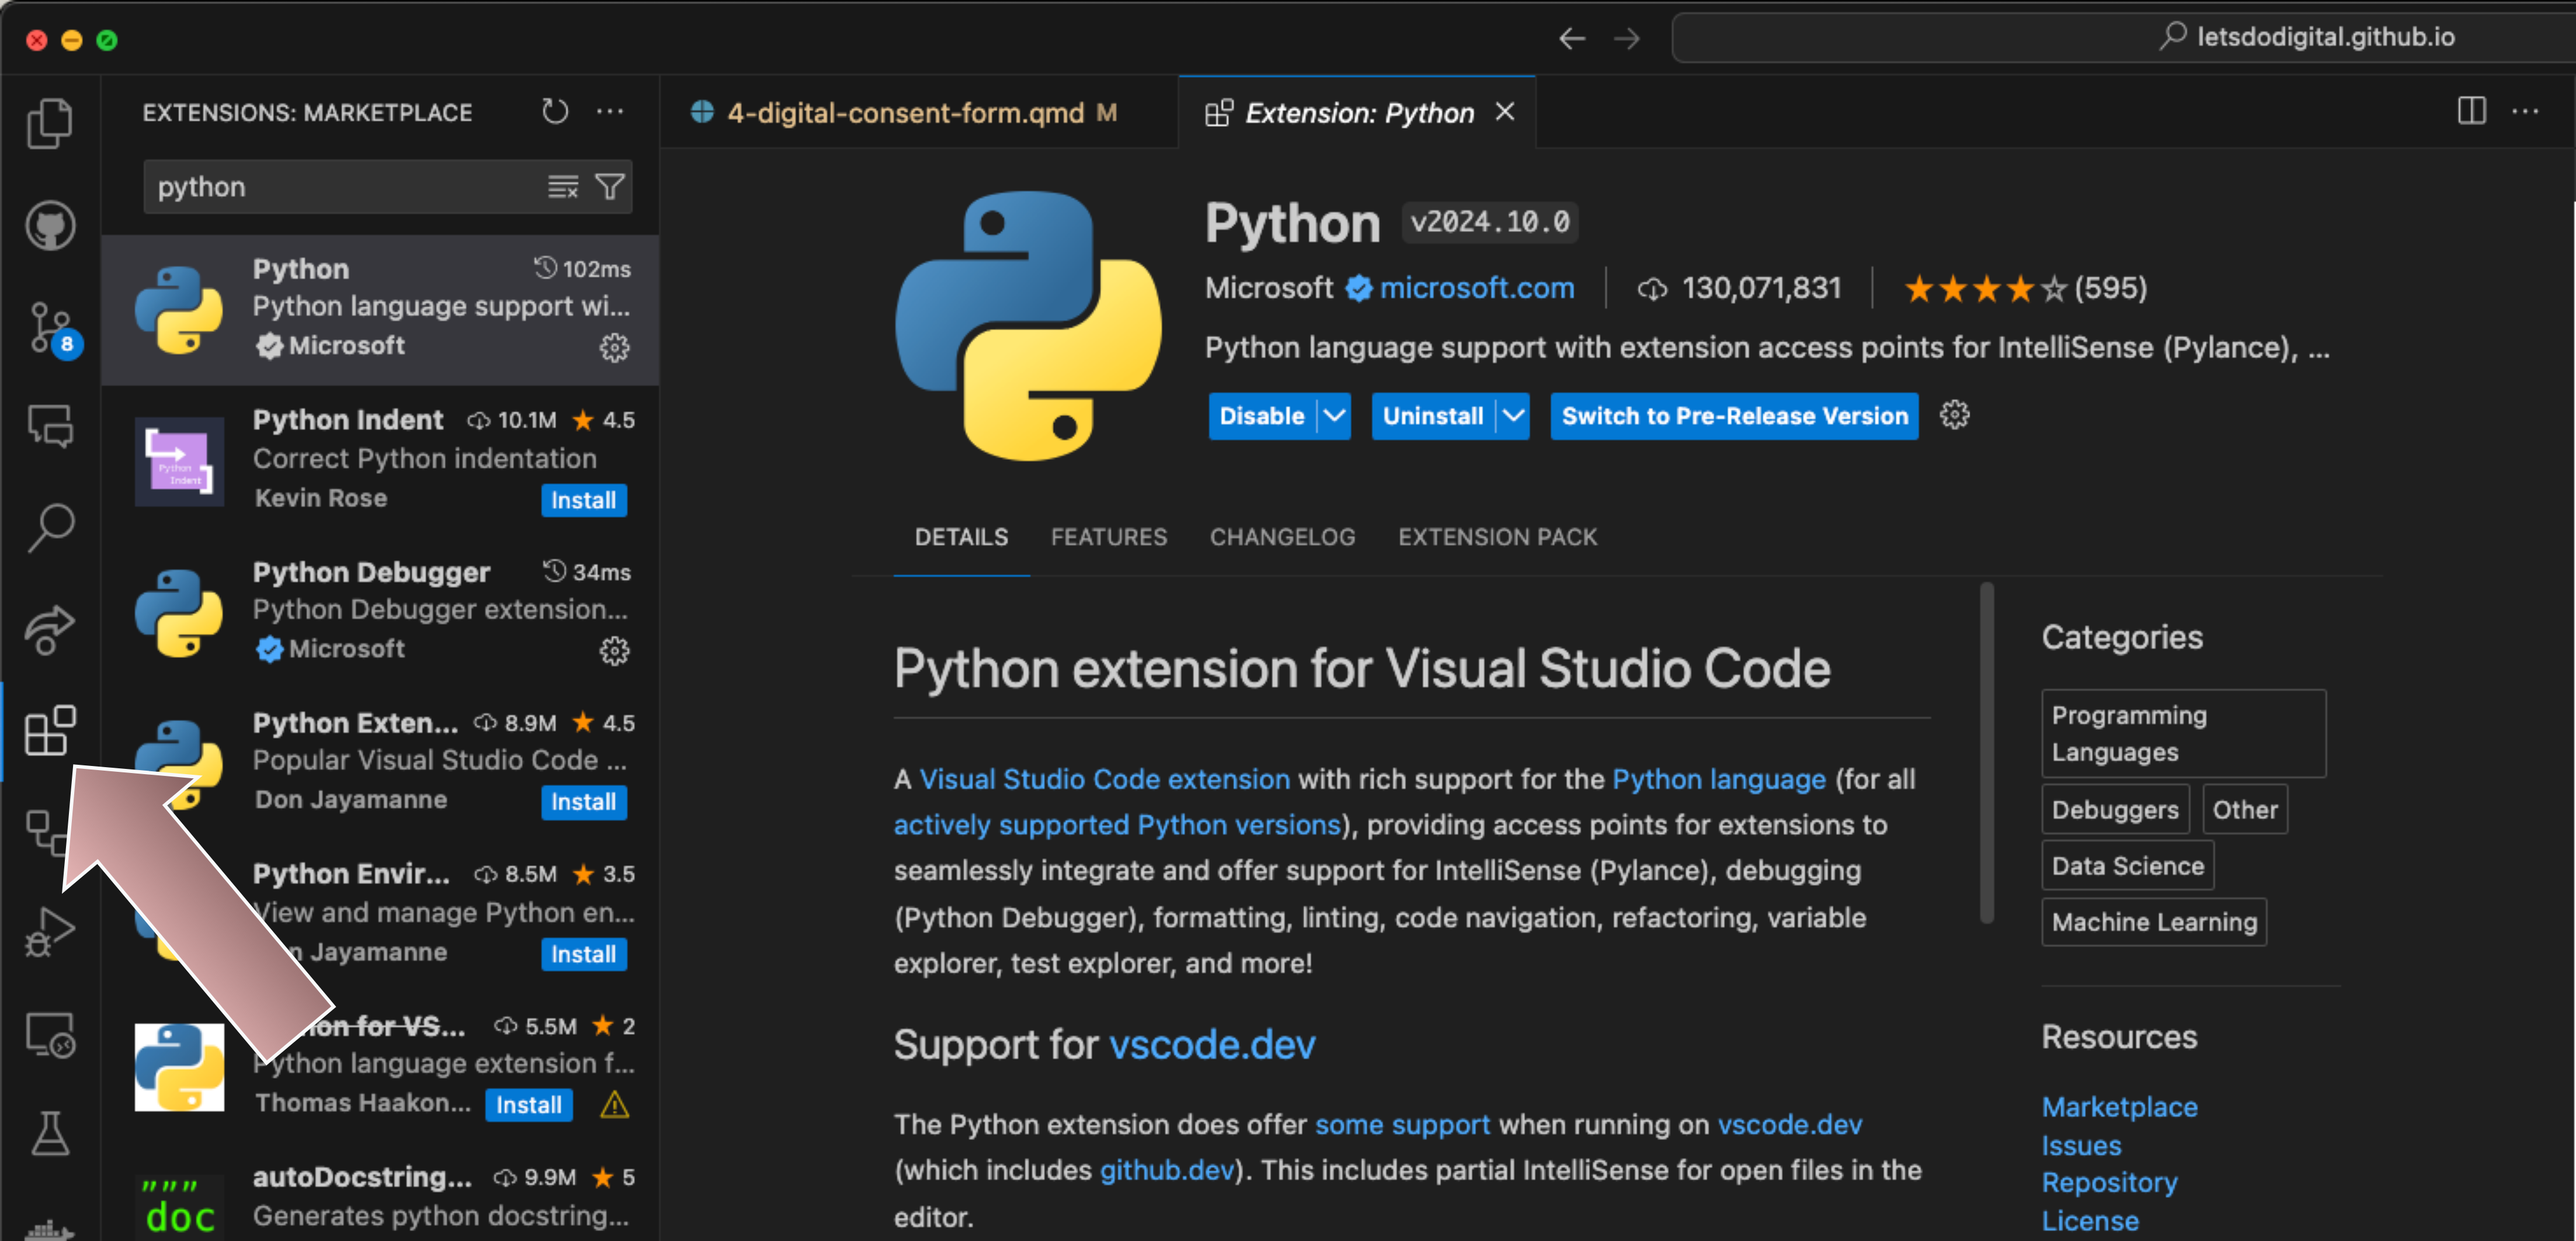 letsdodigital.github.io
EXTENSIONS: MARKETPLACE
python
Python 102ms
Python language support wi...
Microsoft
Python Indent 10.1M 4.5
Correct Python indentation
Kevin Rose Install
Python Debugger 34ms
Python Debugger extension...
Microsoft
Python Exten... 8.9M 4.5
Popular Visual Studio Code ...
Don Jayamanne Install
Python Envir... 8.5M 3.5
View and manage Python en...
Jayamanne Install
for VS... 5.5M 2
Python language extension f...
Thomas Haakon... Install
autoDocstring... 9.9M 5
Generates python docstring...
Python
Indent
"""
doc
8
4-digital-consent-form.qmd M
Extension: Python
Python v2024.10.0
Microsoft microsoft.com 130,071,831 (595)
Python language support with extension access points for IntelliSense (Pylance), ...
Disable Uninstall Switch to Pre-Release Version
DETAILS FEATURES CHANGELOG EXTENSION PACK
Python extension for Visual Studio Code
A Visual Studio Code extension with rich support for the Python language (for all
actively supported Python versions), providing access points for extensions to
seamlessly integrate and offer support for IntelliSense (Pylance), debugging
(Python Debugger), formatting, linting, code navigation, refactoring, variable
explorer, test explorer, and more!
Support for vscode.dev
The Python extension does offer some support when running on vscode.dev
(which includes github.dev). This includes partial IntelliSense for open files in the
editor.
Categories
Programming
Languages
Debuggers Other
Data Science
Machine Learning
Resources
Marketplace
Issues
Repository
License